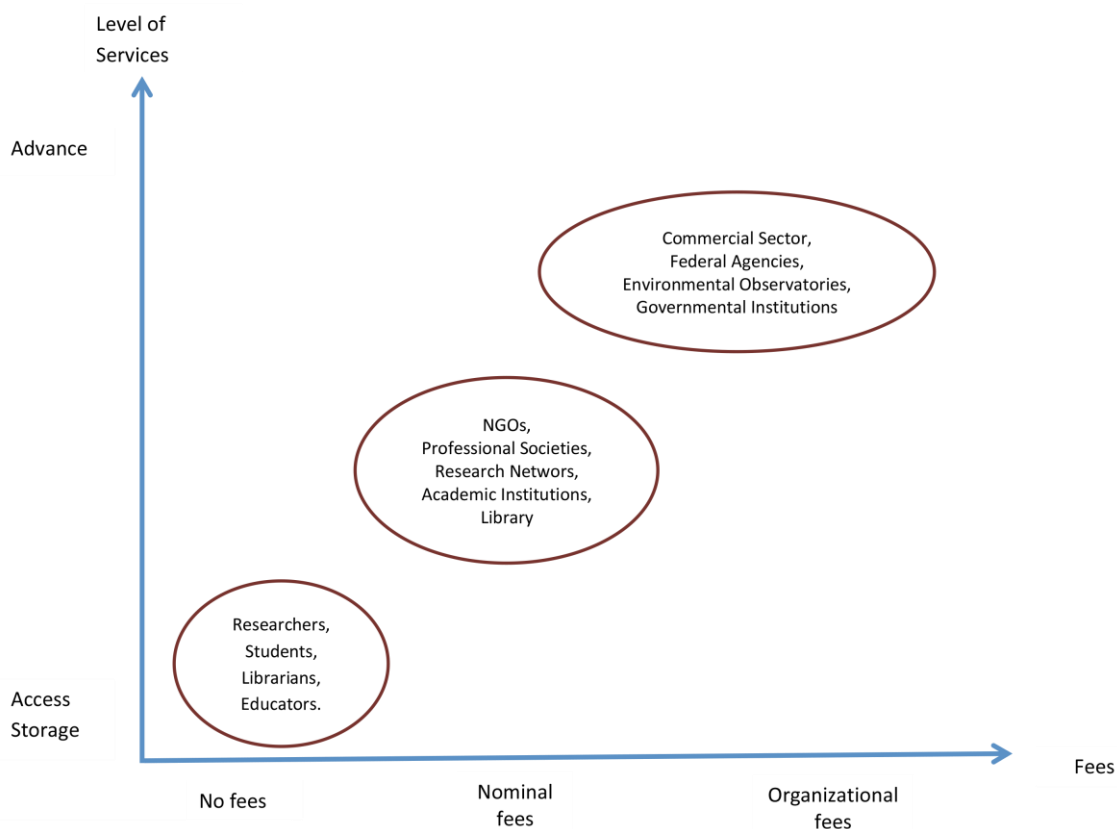 Level of
Services
Advance
Commercial Sector,
Federal Agencies,
Environmental Observatories,
Governmental Institutions
NGOs,
Professional Societies,
Research Networs,
Academic Institutions,
Library
Researchers,
Students,
Librarians,
Educators.
Access
Storage
Fees
No fees
Nominal
fees
Organizational
fees